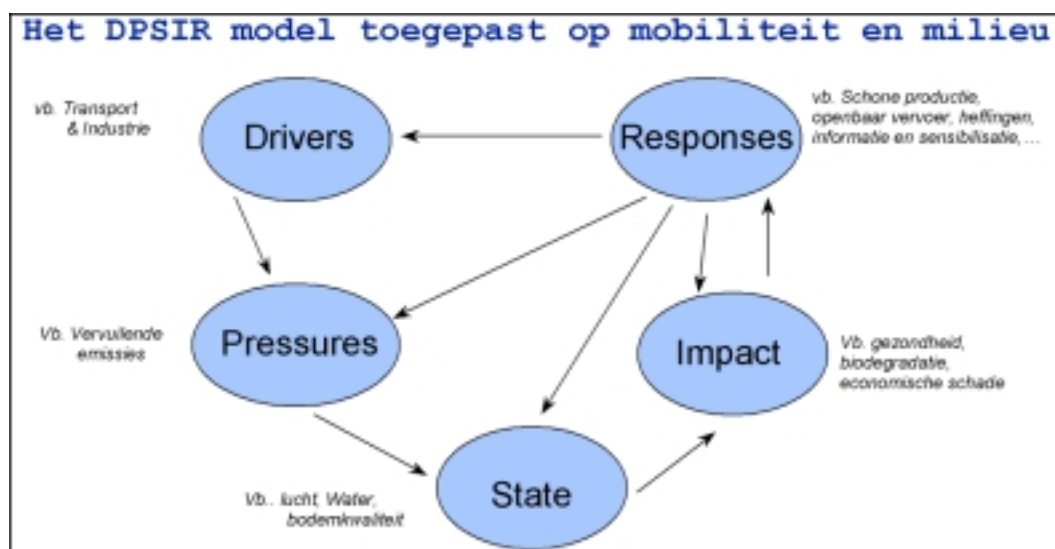 Het DPSIR model toegepast op mobiliteit en milieu
vb. Transport
& Industrie
Drivers
Responses
vb. Schone productie,
openbaar vervoer, heffingen,
informatie en sensibilisatie, ...
Vb. Vervuilende
emissies
Pressures
Impact
Vb. gezondheid,
biodegradatie,
economische schade
Vb.. lucht, Water,
bodemkwaliteit
State